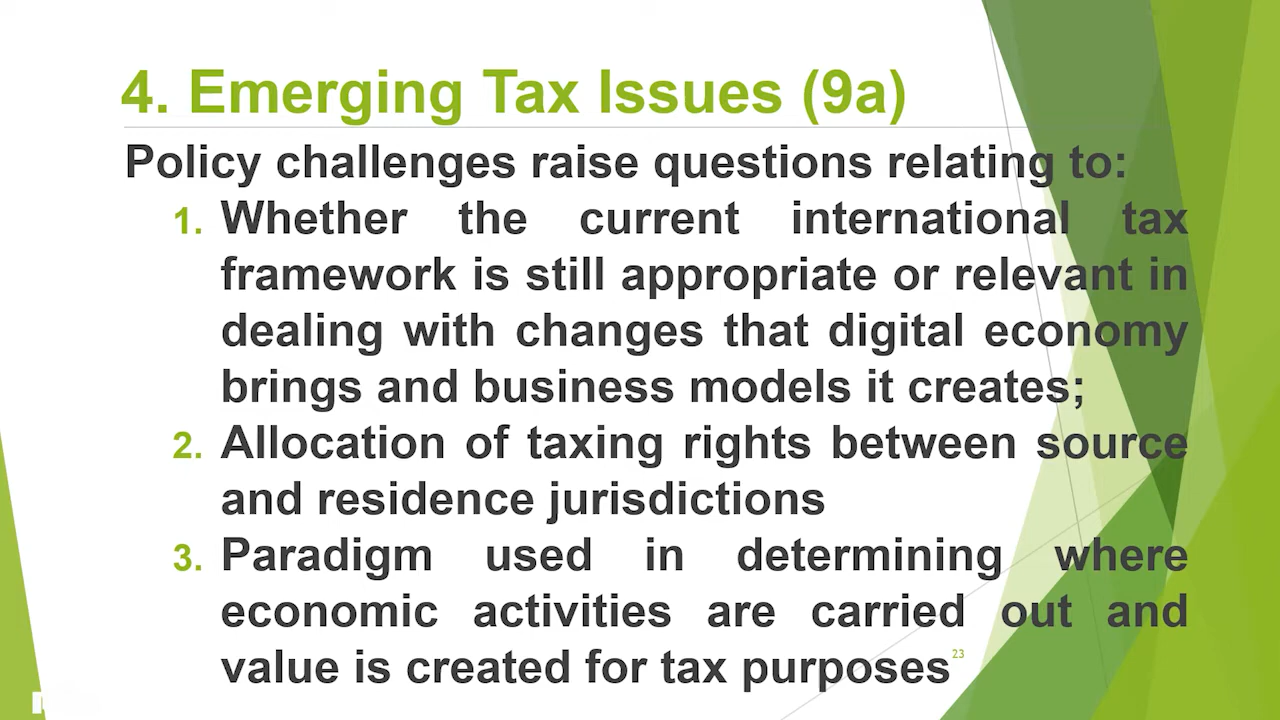 4. Emerging Tax Issues (9a)
Policy challenges raise questions relating to:
1. Whether the current international tax
framework is still appropriate or relevant in
dealing with changes that digital economy
brings and business models it creates;
2. Allocation of taxing rights between source
and residence jurisdictions
3. Paradigm used in determining where
economic activities are carried out and
value is created for tax purposes
23